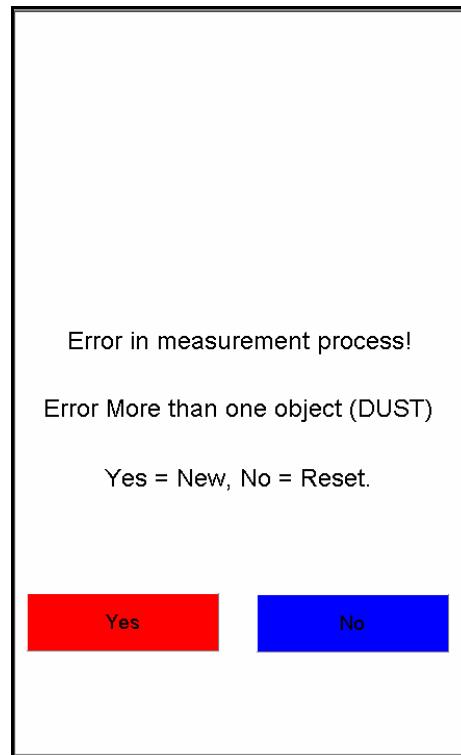 Error in measurement process!
Error More than one object (DUST)
Yes = New, No = Reset.
Yes
No